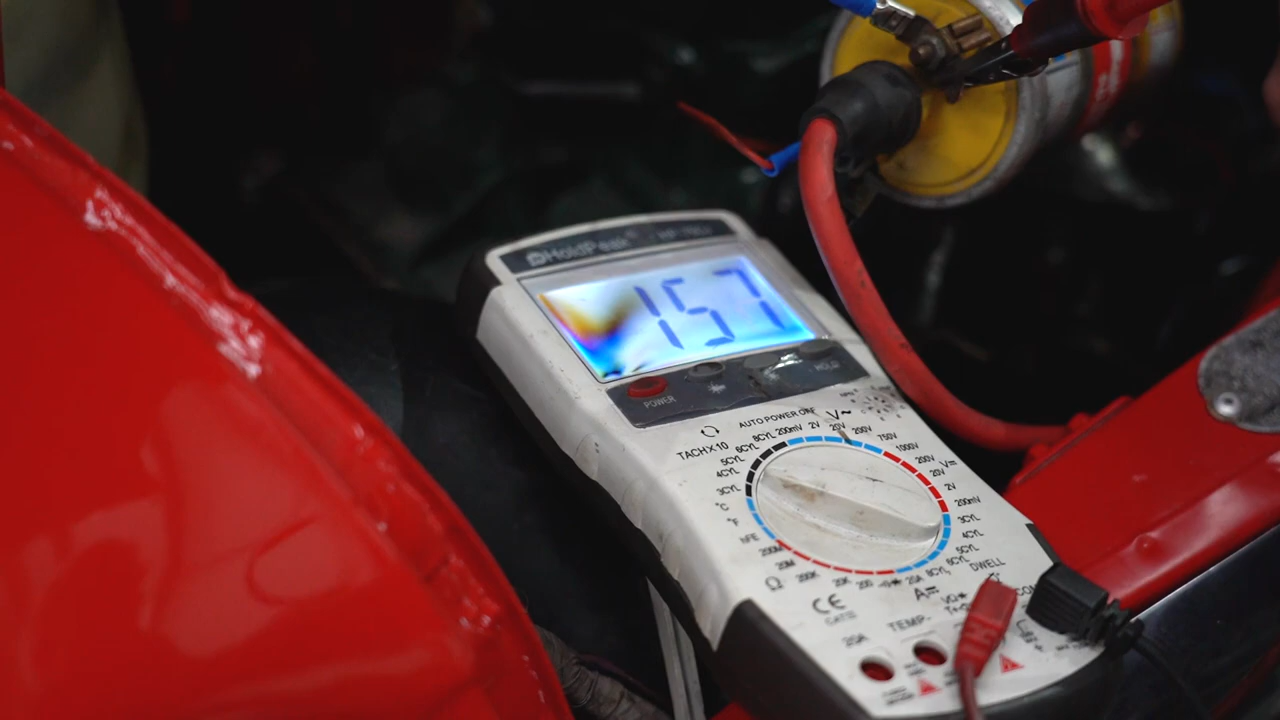 HoldPeak
157
POWER
HOLD
AUTO POWER OFF
V~
TACHX10
8CYL
200mV
2V
20V
200V
750V
6CYL
1000V
5CYL
200V
V=
4CYL
20V
3CYL
2V
°C
200mV
°F
3CYL
hFE
4CYL
200M
5CYL
20M
6CYL
DWELL
Ω
200K
20K
200
20A
8CYL
A=
CE
TEMP
20A
COM